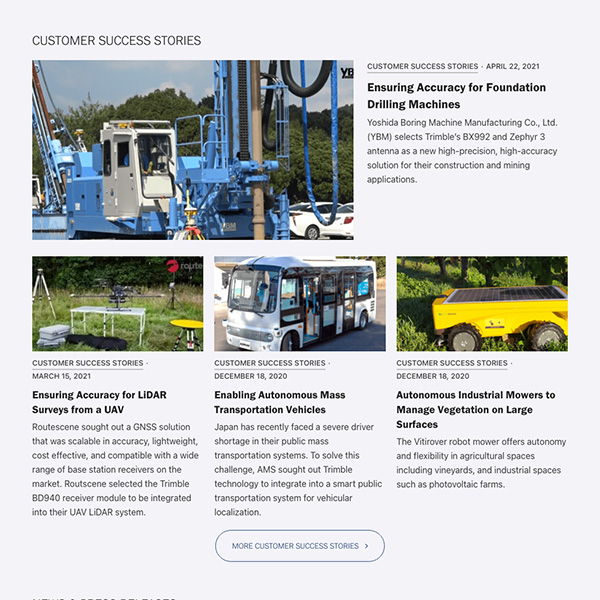 CUSTOMER SUCCESS STORIES
YBM
CUSTOMER SUCCESS STORIES · APRIL 22, 2021
Ensuring Accuracy for Foundation
Drilling Machines
Yoshida Boring Machine Manufacturing Co., Ltd.
(YBM) selects Trimble's BX992 and Zephyr 3
antenna as a new high-precision, high-accuracy
solution for their construction and mining
applications.
routes
CUSTOMER SUCCESS STORIES ·
MARCH 15, 2021
Ensuring Accuracy for LiDAR
Surveys from a UAV
Routescene sought out a GNSS solution
that was scalable in accuracy, lightweight,
cost effective, and compatible with a wide
range of base station receivers on the
market. Routscene selected the Trimble
BD940 receiver module to be integrated
into their UAV LiDAR system.
CUSTOMER SUCCESS STORIES ·
DECEMBER 18, 2020
Enabling Autonomous Mass
Transportation Vehicles
Japan has recently faced a severe driver
shortage in their public mass
transportation systems. To solve this
challenge, AMS sought out Trimble
technology to integrate into a smart public
transportation system for vehicular
localization.
CUSTOMER SUCCESS STORIES ·
DECEMBER 18, 2020
Autonomous Industrial Mowers to
Manage Vegetation on Large
Surfaces
The Vitirover robot mower offers autonomy
and flexibility in agricultural spaces
including vineyards, and industrial spaces
such as photovoltaic farms.
MORE CUSTOMER SUCCESS STORIES >
NEWS & PRESS RELEASES